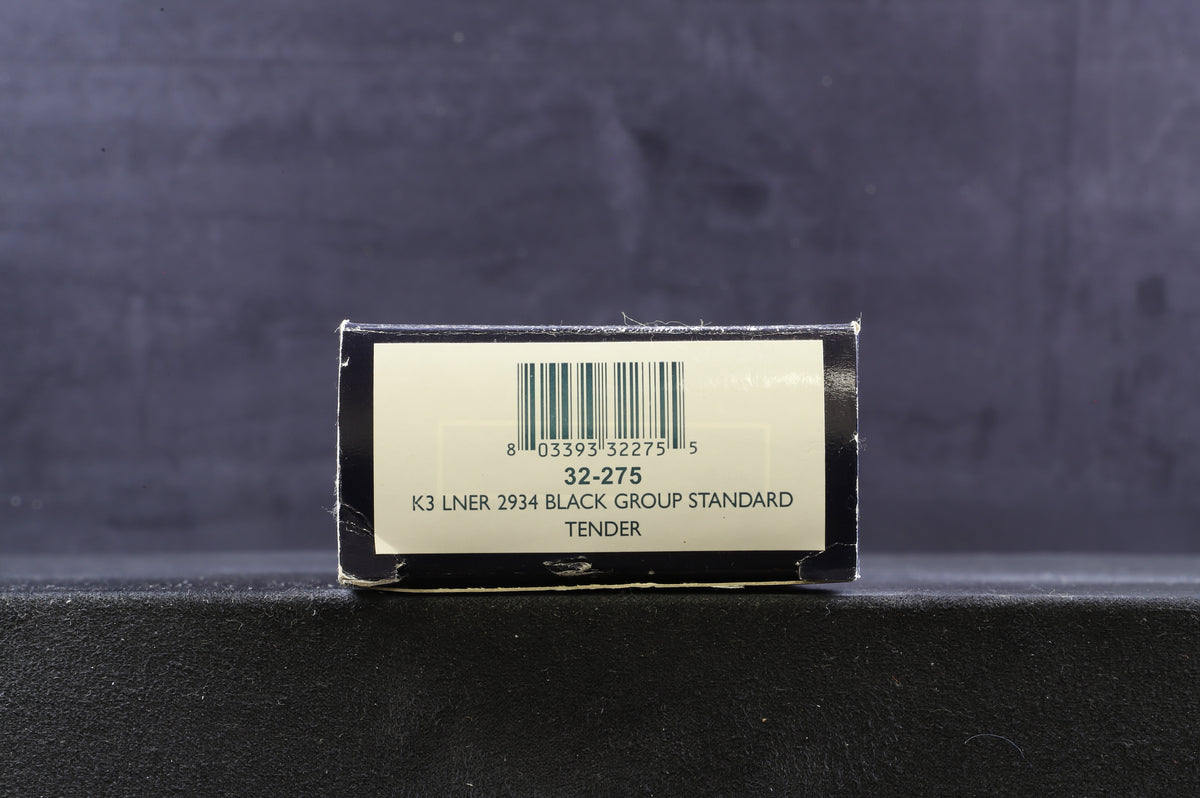 8 03393 32275 5
32-275
K3 LNER 2934 BLACK GROUP STANDARD
TENDER